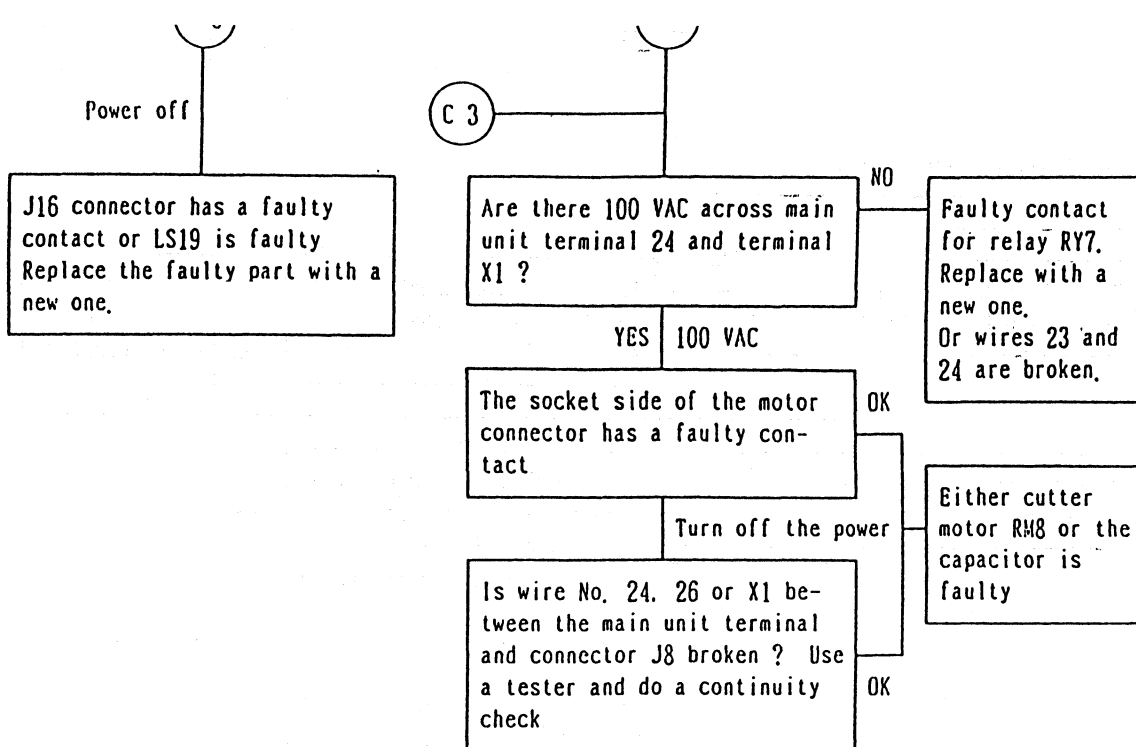 Power off
J16 connector has a faulty
contact or LS19 is faulty
Replace the faulty part with a
new one.
C 3
Are there 100 VAC across main
unit terminal 24 and terminal
X1 ?
NO
Faulty contact
for relay RY7.
Replace with a
new one.
Or wires 23 and
24 are broken.
YES 100 VAC
The socket side of the motor
connector has a faulty con-
tact
OK
Turn off the power
Either cutter
motor RM8 or the
capacitor is
faulty
Is wire No. 24. 26 or X1 be-
tween the main unit terminal
and connector J8 broken ? Use
a tester and do a continuity
check
OK